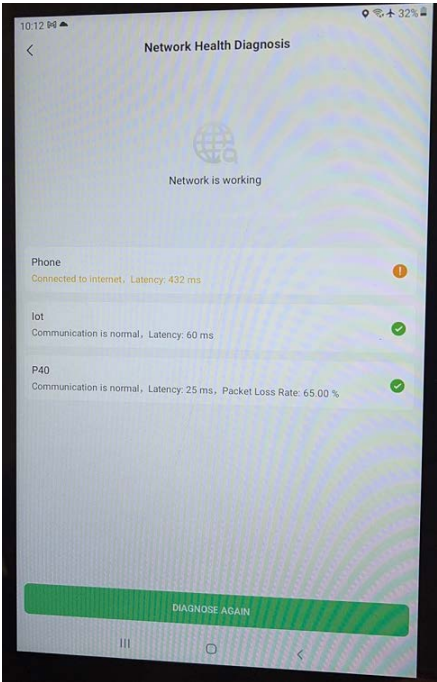 10:12
32%
Network Health Diagnosis
Network is working
Phone
Connected to internet, Latency: 432 ms
Iot
Communication is normal, Latency: 60 ms
P40
Communication is normal, Latency: 25 ms, Packet Loss Rate: 65.00 %
DIAGNOSE AGAIN